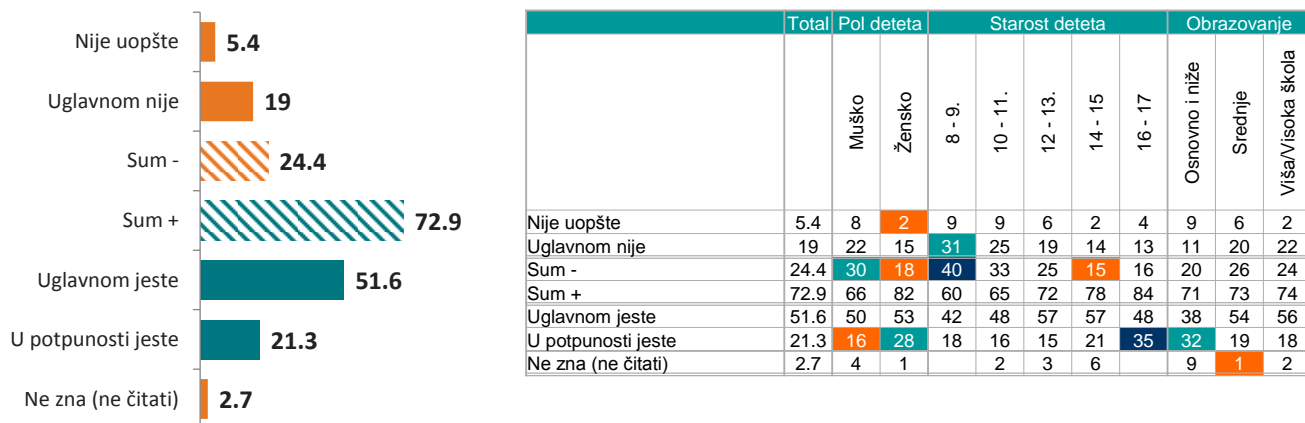 Nije uopšte 5.4
Uglavnom nije 19
Sum - 24.4
Sum + 72.9
Uglavnom jeste 51.6
U potpunosti jeste 21.3
Ne zna (ne čitati) 2.7
Total Pol deteta Starost deteta Obrazovanje
Muško Žensko 8 - 9. 10 - 11. 12 - 13. 14 - 15 16 - 17 Osnovno i niže Srednje Viša/Visoka škola
Nije uopšte 5.4 8 2 9 9 6 2 4 9 6 2
Uglavnom nije 19 22 15 31 25 19 14 13 11 20 22
Sum - 24.4 30 18 40 33 25 15 16 20 26 24
Sum + 72.9 66 82 60 65 72 78 84 71 73 74
Uglavnom jeste 51.6 50 53 42 48 57 57 48 38 54 56
U potpunosti jeste 21.3 16 28 18 16 15 21 35 32 19 18
Ne zna (ne čitati) 2.7 4 1 2 3 6 9 1 2